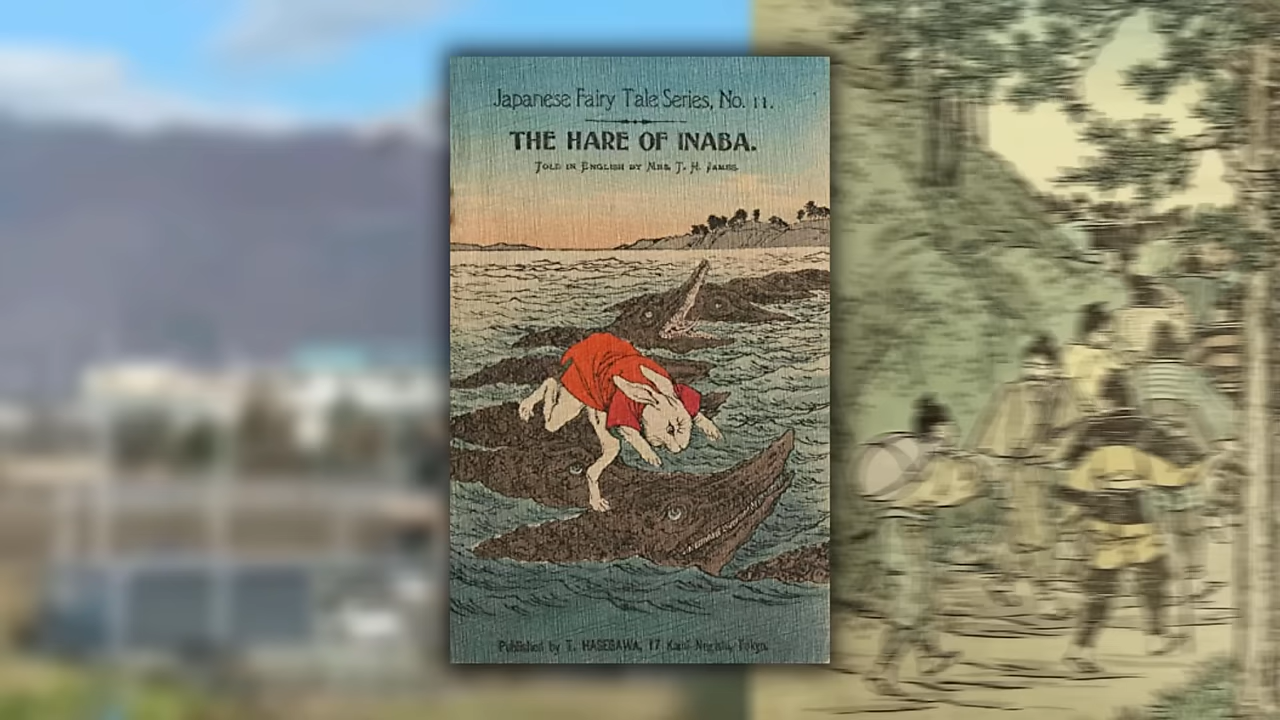 Japanese Fairy Tale Series, No. 11.
THE HARE OF INABA.
TOLD IN ENGLISH BY MRS. T. H. JAMES.
Published by T. HASEGAWA, 17 Kami Negishi, Tokyo.